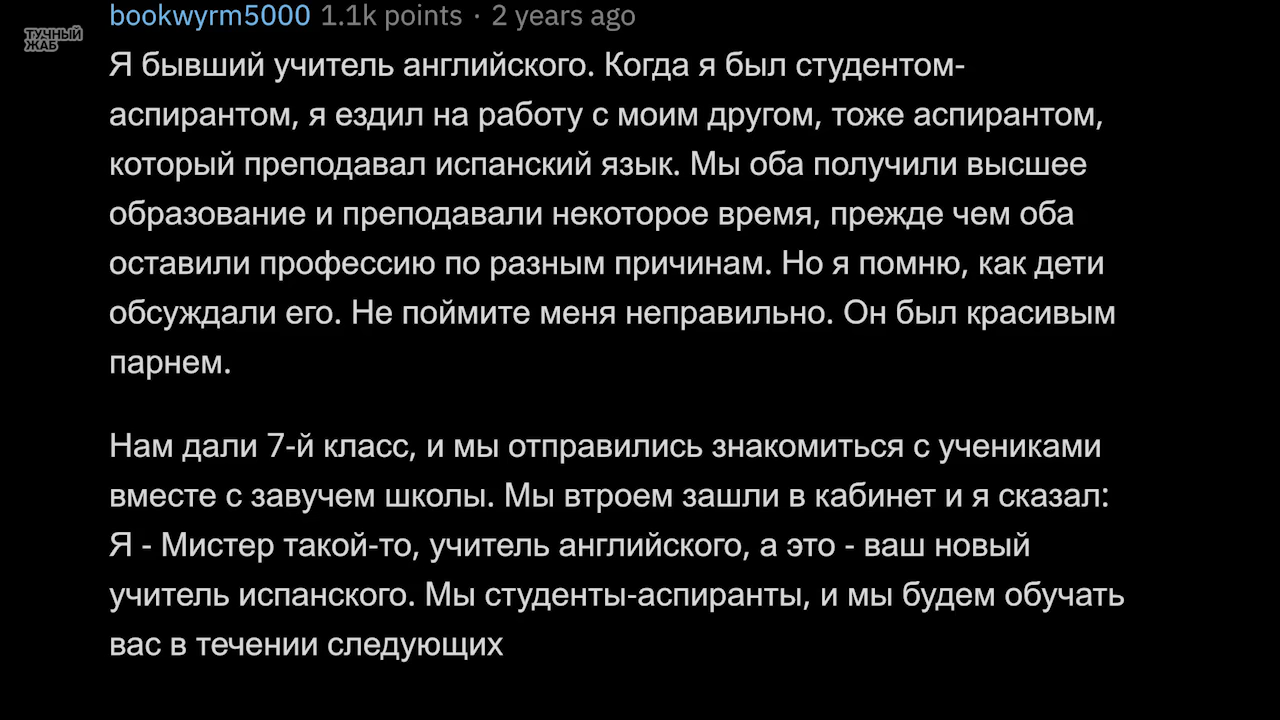 bookwyrm5000 1.1k points · 2 years ago
ТУЧНЫЙ
ЖАБ
Я бывший учитель английского. Когда я был студентом-
аспирантом, я ездил на работу с моим другом, тоже аспирантом,
который преподавал испанский язык. Мы оба получили высшее
образование и преподавали некоторое время, прежде чем оба
оставили профессию по разным причинам. Но я помню, как дети
обсуждали его. Не поймите меня неправильно. Он был красивым
парнем.
Нам дали 7-й класс, и мы отправились знакомиться с учениками
вместе с завучем школы. Мы втроем зашли в кабинет и я сказал:
Я - Мистер такой-то, учитель английского, а это - ваш новый
учитель испанского. Мы студенты-аспиранты, и мы будем обучать
вас в течении следующих